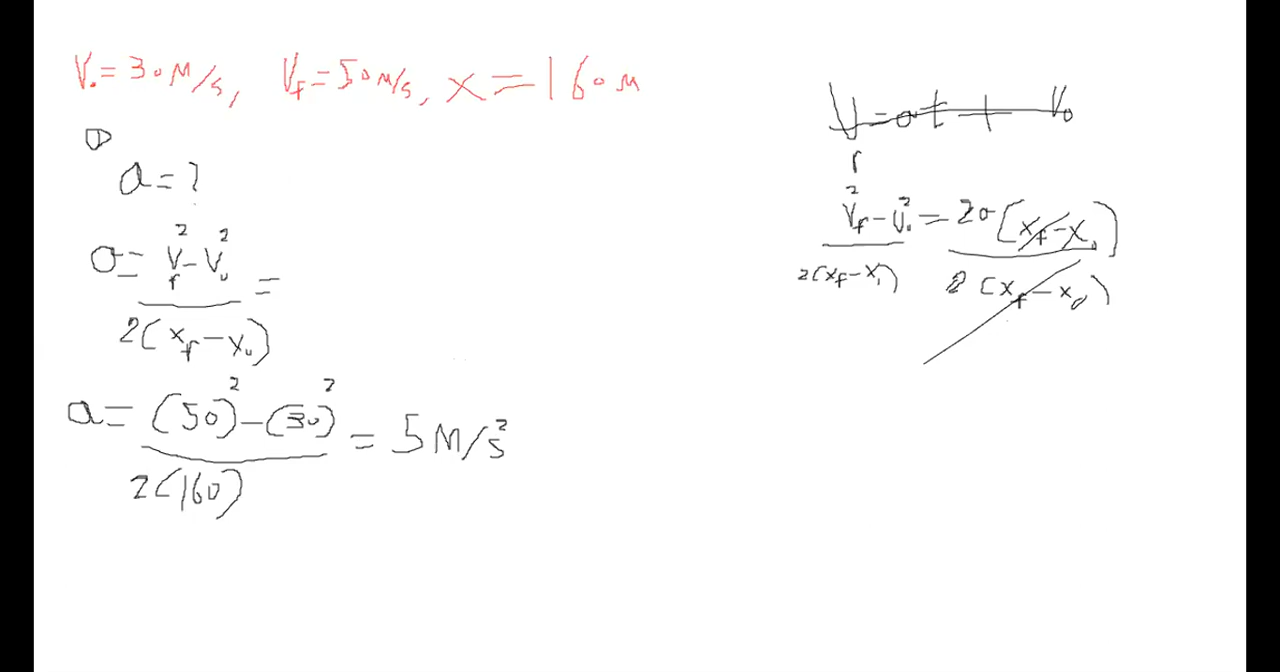 V₀ = 30 M/s, V_f = 50 M/s, x = 160 M
①
a = ?
a = V_f² - V₀² =
2(x_f - x₀)
a = (50)² - (30)² = 5 M/s²
2(160)
V_f = at + V₀
V_f² - V₀² = 2a(x_f - x₀)
2(x_f - x₀) 2(x_f - x₀)